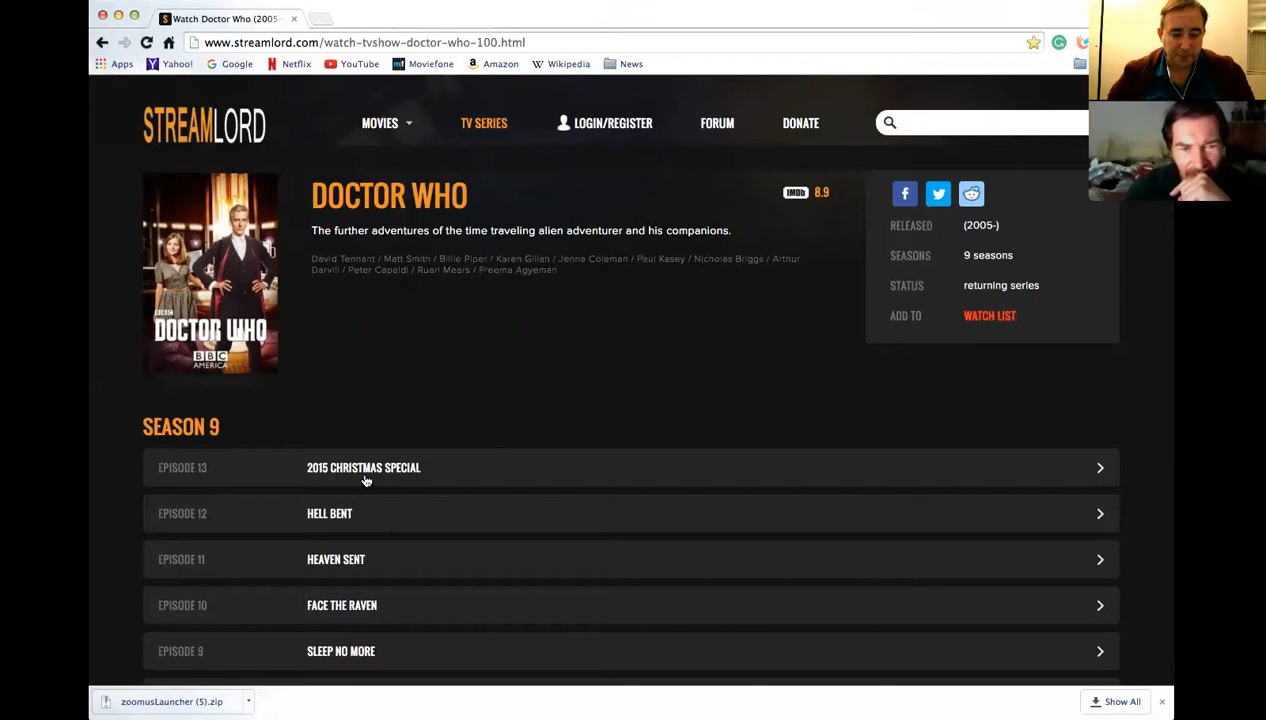 Watch Doctor Who (2005-
www.streamlord.com/watch-tvshow-doctor-who-100.html
Apps Yahoo! Google Netflix YouTube Moviefone Amazon Wikipedia News
STREAMLORD
MOVIES TV SERIES LOGIN/REGISTER FORUM DONATE
DOCTOR WHO
IMDb 8.9
The further adventures of the time traveling alien adventurer and his companions.
David Tennant / Matt Smith / Billie Piper / Karen Gillan / Jenna Coleman / Paul Kasey / Nicholas Briggs / Arthur
Darvill / Peter Capaldi / Ruari Mears / Freema Agyeman
RELEASED (2005-)
SEASONS 9 seasons
STATUS returning series
ADD TO WATCH LIST
BBC
DOCTOR WHO
BBC
AMERICA
SEASON 9
EPISODE 13 2015 CHRISTMAS SPECIAL
EPISODE 12 HELL BENT
EPISODE 11 HEAVEN SENT
EPISODE 10 FACE THE RAVEN
EPISODE 9 SLEEP NO MORE
zoomusLauncher (5).zip
Show All